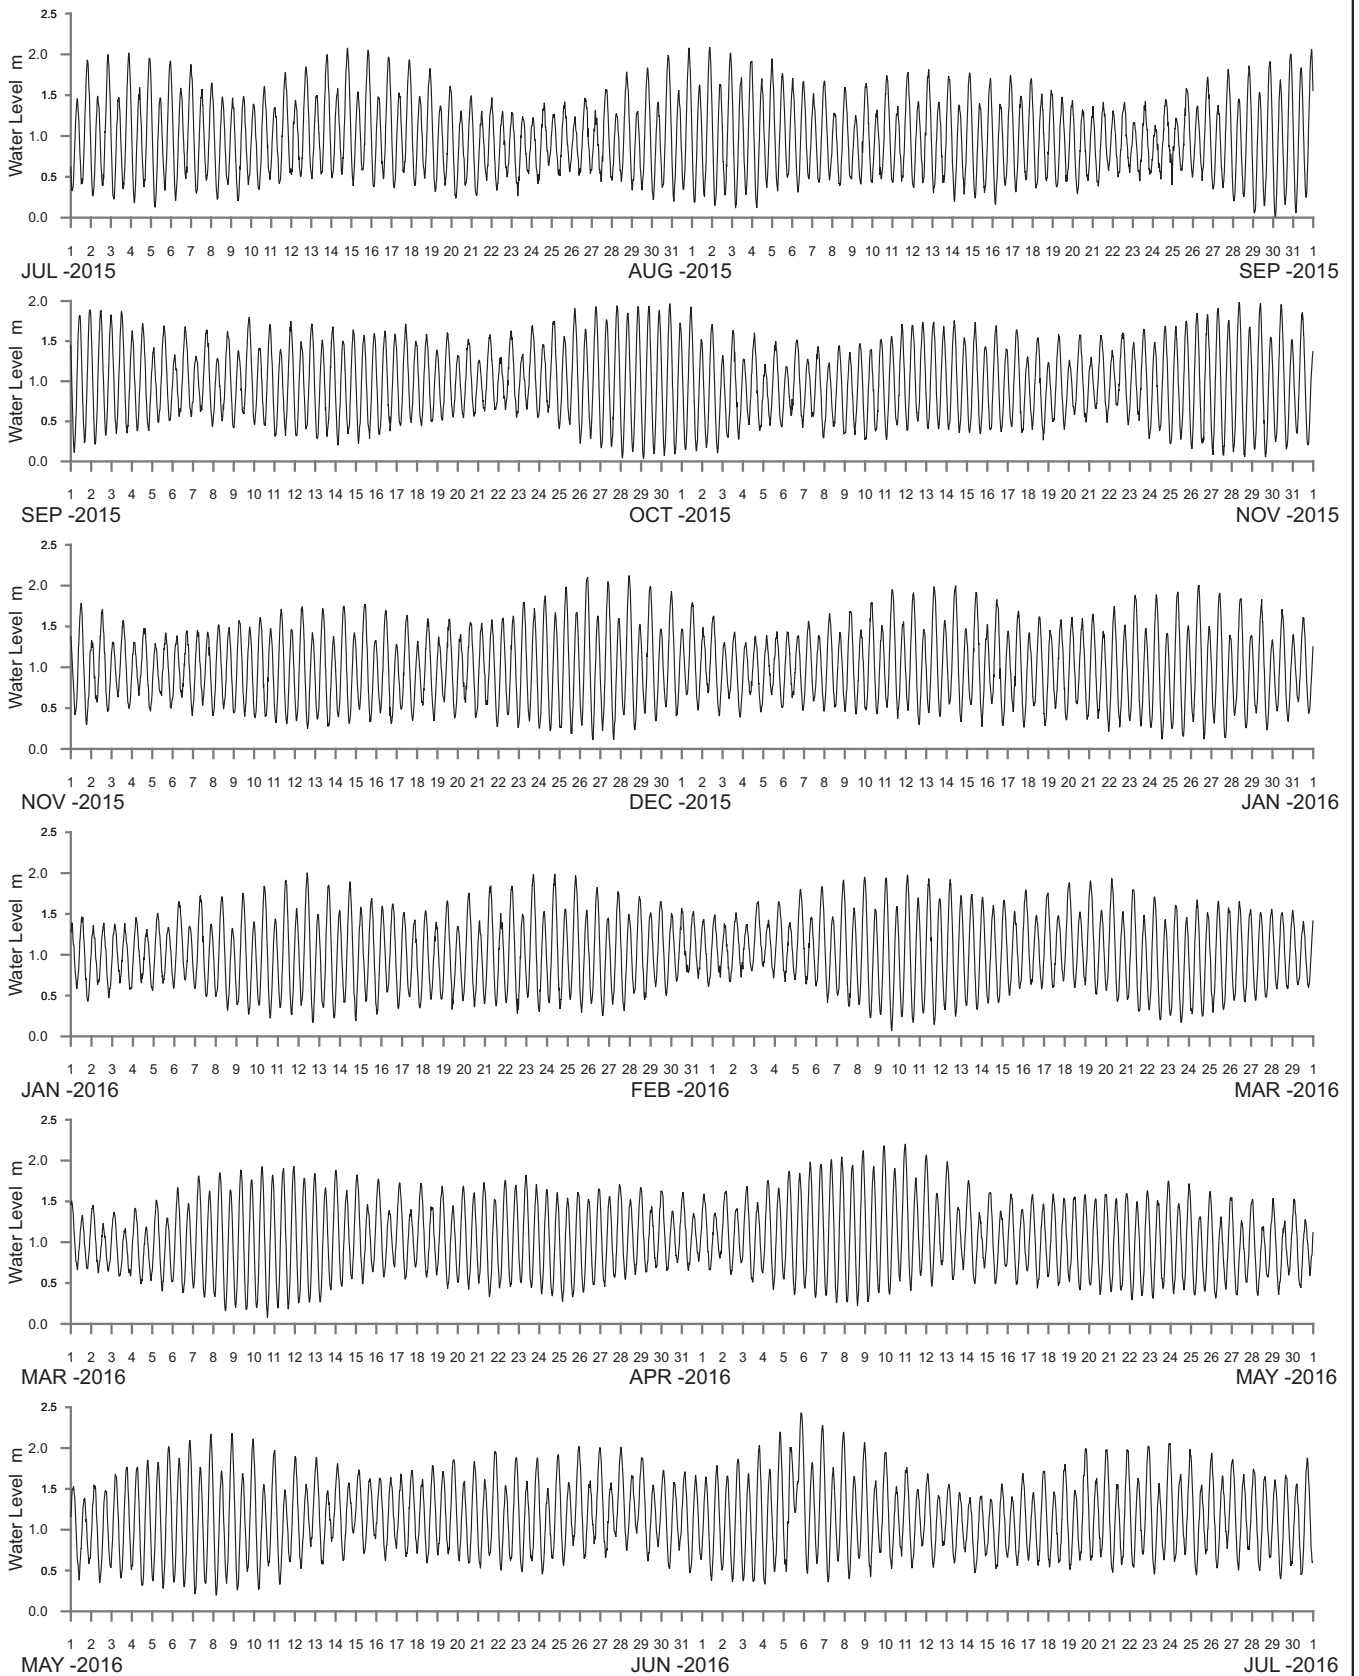 2.5
2.0
1.5
1.0
0.5
0.0
Water Level m
1 2 3 4 5 6 7 8 9 10 11 12 13 14 15 16 17 18 19 20 21 22 23 24 25 26 27 28 29 30 31 1 2 3 4 5 6 7 8 9 10 11 12 13 14 15 16 17 18 19 20 21 22 23 24 25 26 27 28 29 30 31 1
JUL -2015 AUG -2015 SEP -2015
2.0
1.5
1.0
0.5
0.0
Water Level m
1 2 3 4 5 6 7 8 9 10 11 12 13 14 15 16 17 18 19 20 21 22 23 24 25 26 27 28 29 30 1 2 3 4 5 6 7 8 9 10 11 12 13 14 15 16 17 18 19 20 21 22 23 24 25 26 27 28 29 30 31 1
SEP -2015 OCT -2015 NOV -2015
2.5
2.0
1.5
1.0
0.5
0.0
Water Level m
1 2 3 4 5 6 7 8 9 10 11 12 13 14 15 16 17 18 19 20 21 22 23 24 25 26 27 28 29 30 1 2 3 4 5 6 7 8 9 10 11 12 13 14 15 16 17 18 19 20 21 22 23 24 25 26 27 28 29 30 31 1
NOV -2015 DEC -2015 JAN -2016
2.5
2.0
1.5
1.0
0.5
0.0
Water Level m
1 2 3 4 5 6 7 8 9 10 11 12 13 14 15 16 17 18 19 20 21 22 23 24 25 26 27 28 29 30 31 1 2 3 4 5 6 7 8 9 10 11 12 13 14 15 16 17 18 19 20 21 22 23 24 25 26 27 28 29 1
JAN -2016 FEB -2016 MAR -2016
2.5
2.0
1.5
1.0
0.5
0.0
Water Level m
1 2 3 4 5 6 7 8 9 10 11 12 13 14 15 16 17 18 19 20 21 22 23 24 25 26 27 28 29 30 31 1 2 3 4 5 6 7 8 9 10 11 12 13 14 15 16 17 18 19 20 21 22 23 24 25 26 27 28 29 30 1
MAR -2016 APR -2016 MAY -2016
2.5
2.0
1.5
1.0
0.5
0.0
Water Level m
1 2 3 4 5 6 7 8 9 10 11 12 13 14 15 16 17 18 19 20 21 22 23 24 25 26 27 28 29 30 31 1 2 3 4 5 6 7 8 9 10 11 12 13 14 15 16 17 18 19 20 21 22 23 24 25 26 27 28 29 30 1
MAY -2016 JUN -2016 JUL -2016